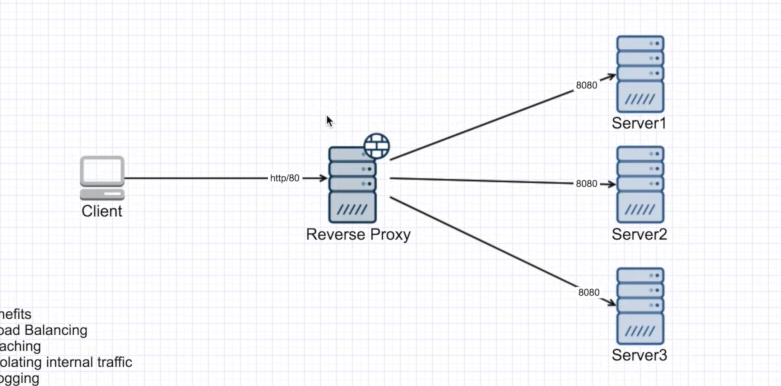 Server1
8080
http/80
8080
Client
Reverse Proxy
Server2
8080
Server3
nefits
oad Balancing
aching
olating internal traffic
ogging